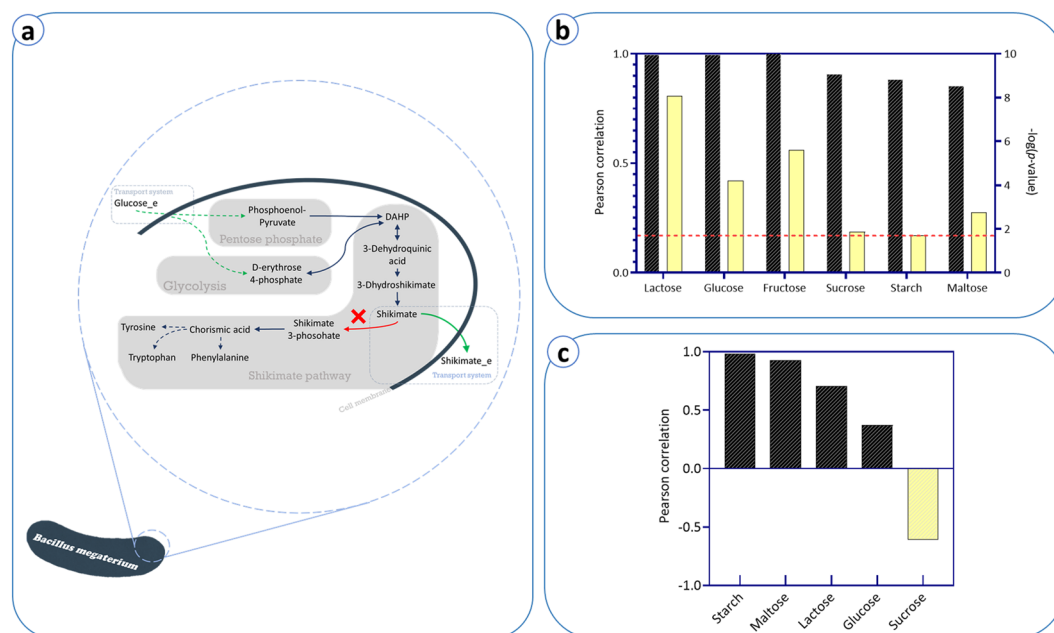 a
Transport system
Glucose_e
Phosphoenol-
Pyruvate
Pentose phosphate
DAHP
3-Dehydroquinic
acid
D-erythrose
4-phosphate
Glycolysis
3-Dhydroshikimate
Shikimate
Tyrosine
Chorismic acid
Shikimate
3-phosohate
Tryptophan
Phenylalanine
Shikimate_e
Transport system
Shikimate pathway
Cell membrane
Bacillus megaterium
b
Pearson correlation
1.0
0.5
0.0
10
8
6
4
2
0
-log(p-value)
Lactose
Glucose
Fructose
Sucrose
Starch
Maltose
c
Pearson correlation
1.0
0.5
0.0
-0.5
-1.0
Starch
Maltose
Lactose
Glucose
Sucrose